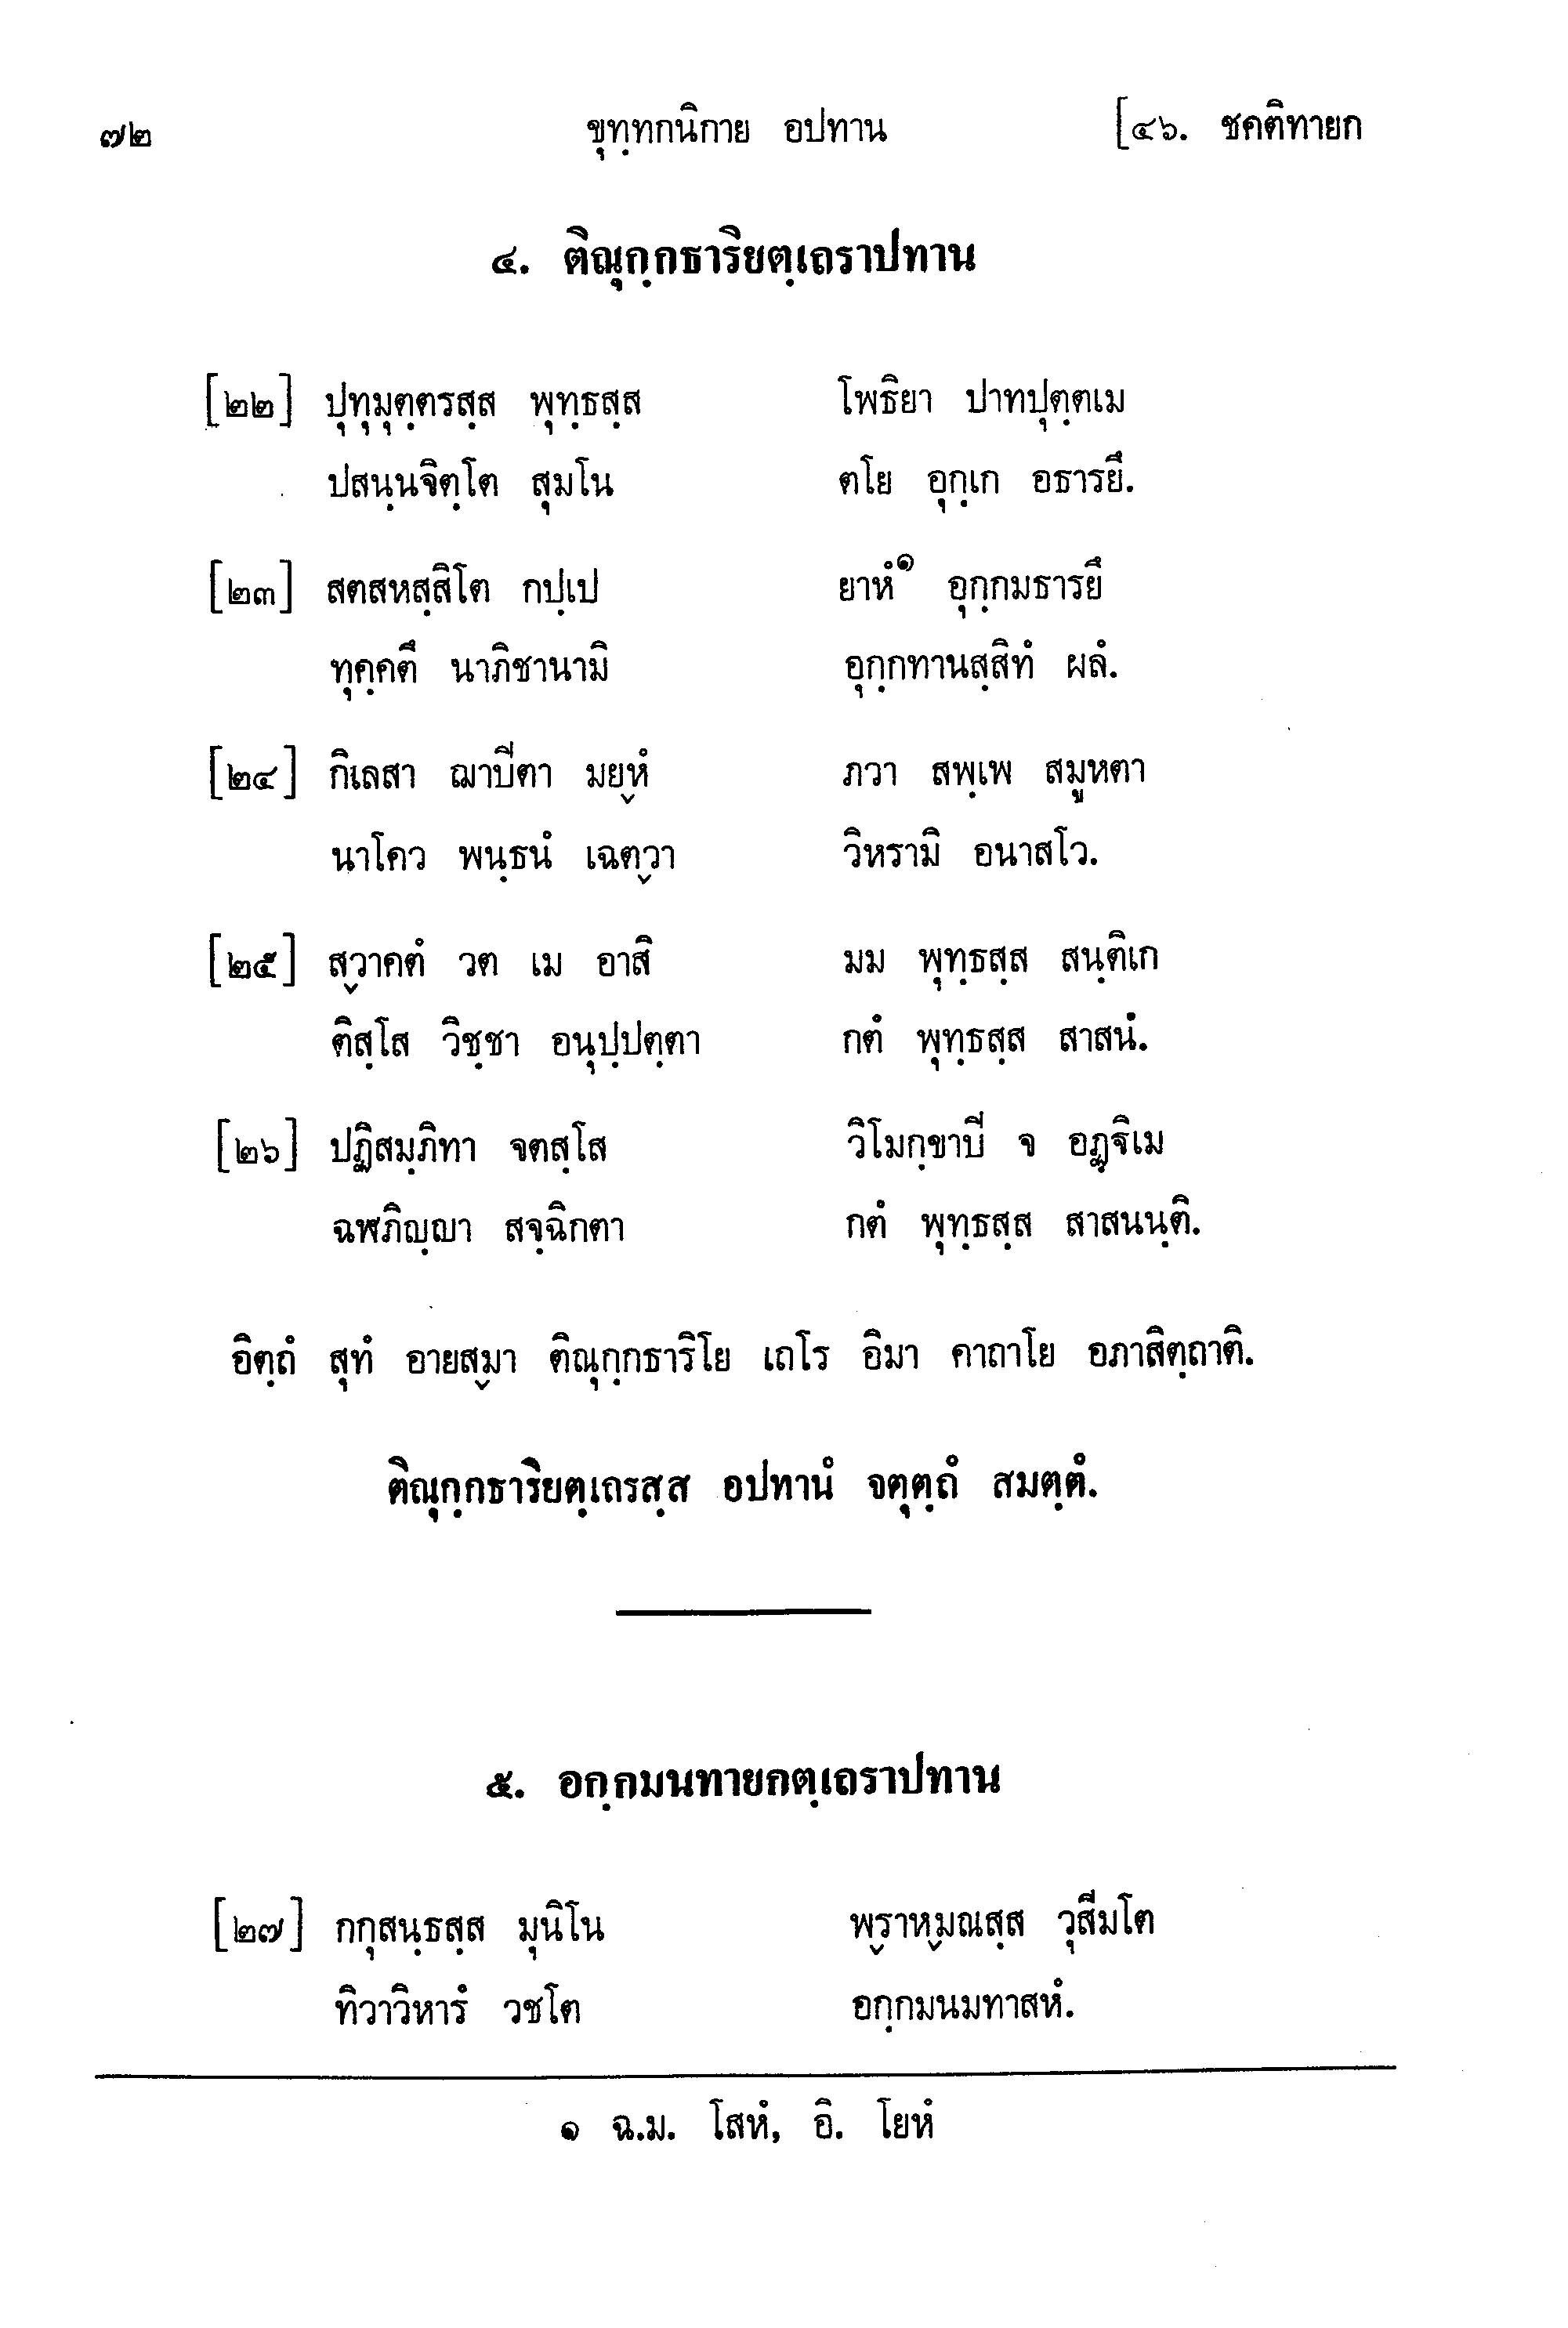 ๗๒ ขุทฺทกนิกาย อปทาน [๔๖. ชคติทายก
๔. ติณุกฺกธาริยตฺเถราปทาน
[๒๒] ปุทุมุตฺตรสฺส พุทฺธสฺส โพธิยา ปาทปุตฺตเม
ปสนฺนจิตฺโต สุมโน ตโย อุกฺเก อธารยึ.
[๒๓] สตสหสฺสิโต กปฺเป ยาหํ๑ อุกฺกมธารยึ
ทุคฺคตึ นาภิชานามิ อุกฺกทานสฺสิทํ ผลํ.
[๒๔] กิเลสา ฌาปีตา มยฺหํ ภวา สพฺเพ สมูหตา
นาโคว พนฺธนํ เฉตฺวา วิหรามิ อนาสโว.
[๒๕] สฺวาคตํ วต เม อาสิ มม พุทฺธสฺส สนฺติเก
ติสฺโส วิชฺชา อนุปฺปตฺตา กตํ พุทฺธสฺส สาสนํ.
[๒๖] ปฏิสมฺภิทา จตสฺโส วิโมกฺขาปี จ อฏฺฐิเม
ฉฬภิญฺญา สจฺฉิกตา กตํ พุทฺธสฺส สาสนนฺติ.
อิตฺถํ สุทํ อายสฺมา ติณุกฺกธาริโย เถโร อิมา คาถาโย อภาสิตฺถาติ.
ติณุกฺกธาริยตฺเถรสฺส อปทานํ จตุตฺถํ สมตฺตํ.
๕. อกฺกมนทายกตฺเถราปทาน
[๒๗] กกุสนฺธสฺส มุนิโน พฺราหฺมณสฺส วุสีมโต
ทิวาวิหารํ วชโต อกฺกมนมทาสหํ.
๑ ฉ.ม. โสหํ, อิ. โยหํ